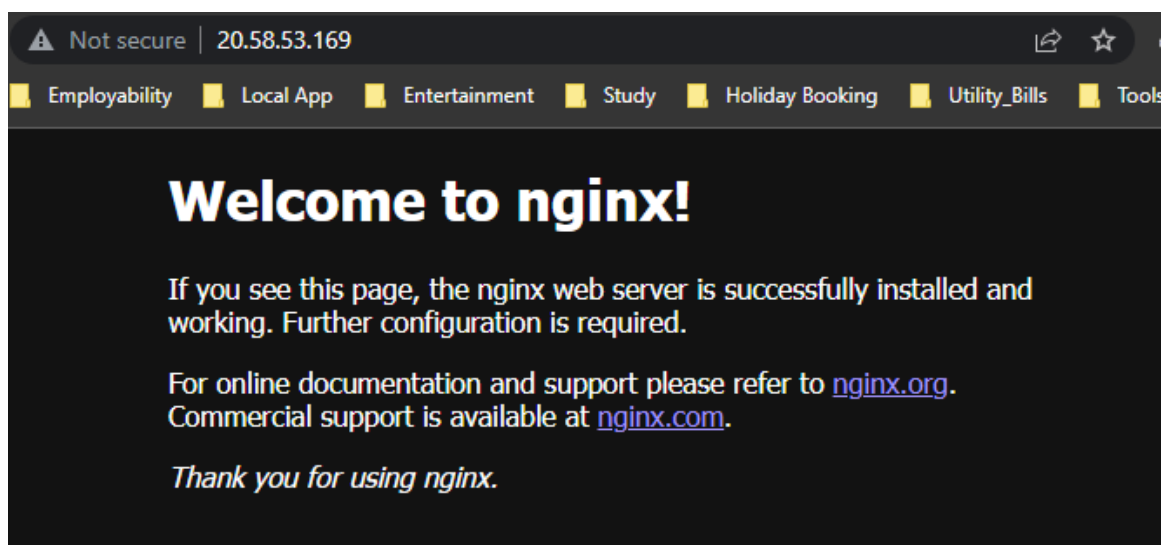 Not secure | 20.58.53.169
Employability Local App Entertainment Study Holiday Booking Utility_Bills Tools
Welcome to nginx!
If you see this page, the nginx web server is successfully installed and
working. Further configuration is required.
For online documentation and support please refer to nginx.org.
Commercial support is available at nginx.com.
Thank you for using nginx.